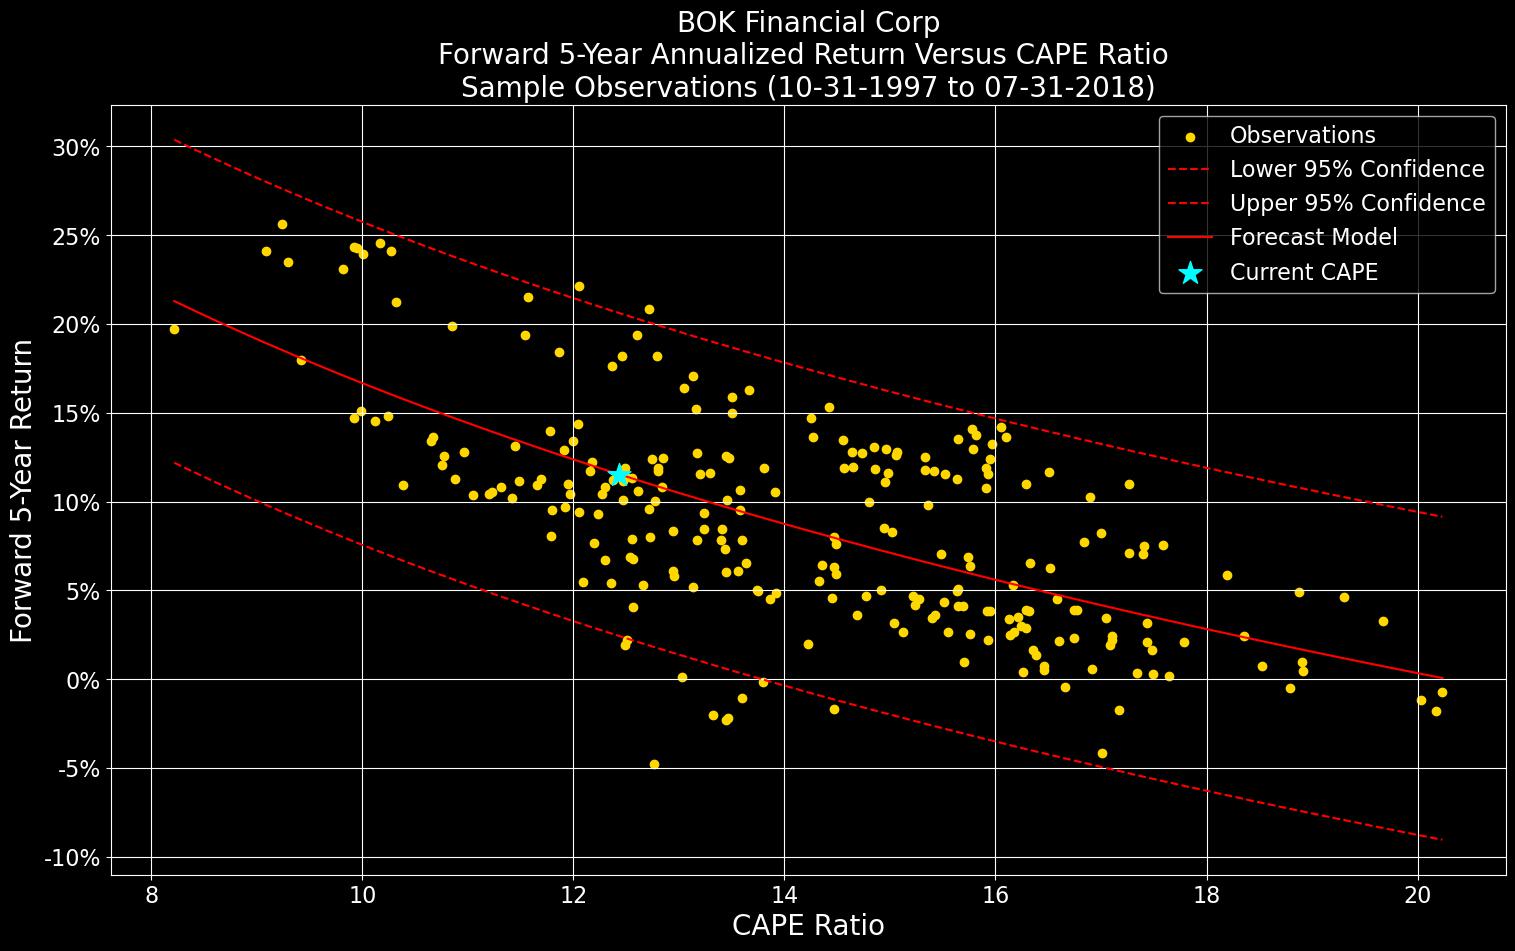 BOK Financial Corp
Forward 5-Year Annualized Return Versus CAPE Ratio
Sample Observations (10-31-1997 to 07-31-2018)
Observations
Lower 95% Confidence
Upper 95% Confidence
Forecast Model
Current CAPE
Forward 5-Year Return
30%
25%
20%
15%
10%
5%
0%
-5%
-10%
8 10 12 14 16 18 20
CAPE Ratio